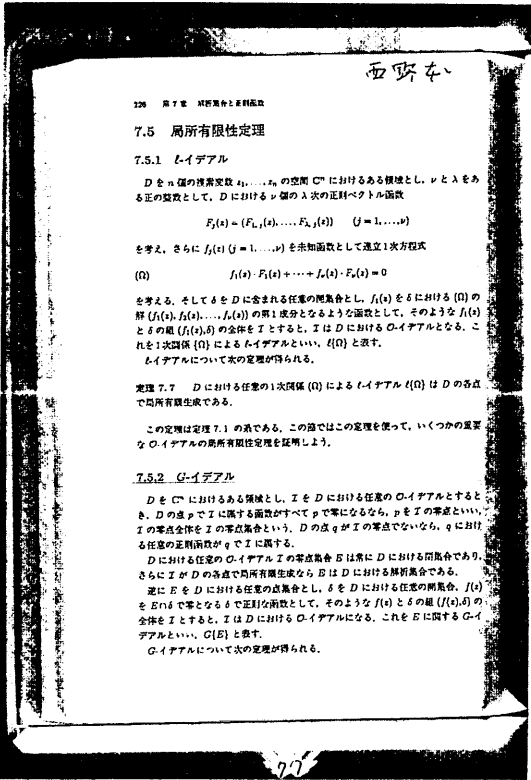 西野本
226 第7章 解析集合と正則函数
7.5 局所有限性定理
7.5.1 ℓ-イデアル
D を n 個の複素変数 z₁, . . . , zₙ の空間 Cⁿ におけるある領域とし, ν と λ をあ
る正の整数として, D における ν 個の λ 次の正則ベクトル函数
Fⱼ(z) = (F₁,ⱼ(z), . . . , F_λ,ⱼ(z)) (j = 1, . . . , ν)
を考え, さらに fⱼ(z) (j = 1, . . . , ν) を未知函数として連立1次方程式
(Ω) f₁(z) · F₁(z) + · · · + f_ν(z) · F_ν(z) = 0
を考える. そして δ を D に含まれる任意の開集合とし, f₁(z) を δ における (Ω) の
解 (f₁(z), f₂(z), . . . , f_ν(z)) の第1成分となるような函数として, そのような f₁(z)
と δ の組 (f₁(z), δ) の全体を I とすると, I は D における O-イデアルとなる. こ
れを1次関係 {Ω} による ℓ-イデアルといい, ℓ{Ω} と表す.
ℓ-イデアルについて次の定理が得られる.
定理 7.7 D における任意の1次関係 (Ω) による ℓ-イデアル ℓ{Ω} は D の各点
で局所有限生成である.
この定理は定理 7.1 の系である. この節ではこの定理を使って, いくつかの重要
な O-イデアルの局所有限性定理を証明しよう.
7.5.2 G-イデアル
D を Cⁿ におけるある領域とし, I を D における任意の O-イデアルとすると
き, D の点 p で I に属する函数がすべて p で零になるなら, p を I の零点といい,
I の零点全体を I の零点集合という. D の点 q が I の零点でないなら, q におけ
る任意の正則函数が q で I に属する.
D における任意の O-イデアル I の零点集合 E は常に D における閉集合であり,
さらに I が D の各点で局所有限生成なら E は D における解析集合である.
逆に E を D における任意の点集合とし, δ を D における任意の開集合, f(z)
を E∩δ で零となる δ で正則な函数として, そのような f(z) と δ の組 (f(z), δ) の
全体を I とすると, I は D における O-イデアルになる. これを E に関する G-イ
デアルといい, G{E} と表す.
G-イデアルについて次の定理が得られる.
77